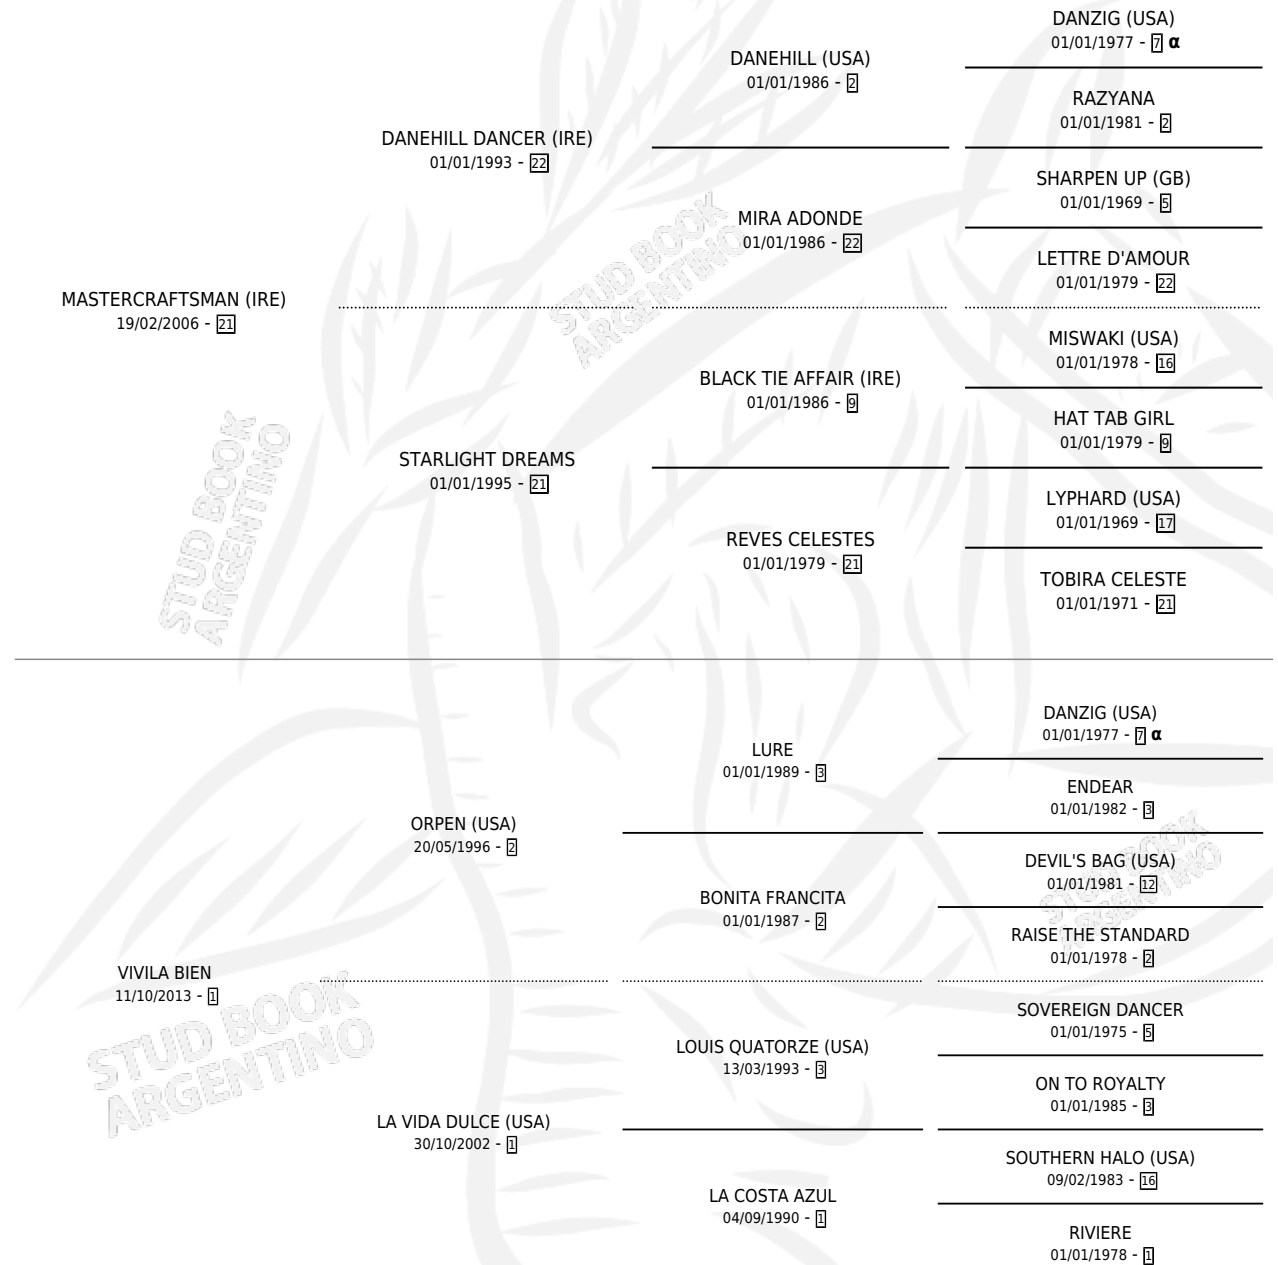 DANZIG (USA)
01/01/1977 - 7 α
DANEHILL (USA)
01/01/1986 - 2
RAZYANA
01/01/1981 - 2
DANEHILL DANCER (IRE)
01/01/1993 - 22
SHARPEN UP (GB)
01/01/1969 - 5
MIRA ADONDE
01/01/1986 - 22
LETTRE D'AMOUR
01/01/1979 - 22
MASTERCRAFTSMAN (IRE)
19/02/2006 - 21
MISWAKI (USA)
01/01/1978 - 16
BLACK TIE AFFAIR (IRE)
01/01/1986 - 9
HAT TAB GIRL
01/01/1979 - 9
STARLIGHT DREAMS
01/01/1995 - 21
LYPHARD (USA)
01/01/1969 - 17
REVES CELESTES
01/01/1979 - 21
TOBIRA CELESTE
01/01/1971 - 21
DANZIG (USA)
01/01/1977 - 7 α
LURE
01/01/1989 - 3
ENDEAR
01/01/1982 - 3
ORPEN (USA)
20/05/1996 - 2
DEVIL'S BAG (USA)
01/01/1981 - 12
BONITA FRANCITA
01/01/1987 - 2
RAISE THE STANDARD
01/01/1978 - 2
VIVILA BIEN
11/10/2013 - 1
SOVEREIGN DANCER
01/01/1975 - 5
LOUIS QUATORZE (USA)
13/03/1993 - 3
ON TO ROYALTY
01/01/1985 - 3
LA VIDA DULCE (USA)
30/10/2002 - 1
SOUTHERN HALO (USA)
09/02/1983 - 16
LA COSTA AZUL
04/09/1990 - 1
RIVIERE
01/01/1978 - 1
STUD BOOK
ARGENTINO
STUD BOOK
ARGENTINO
STUD BOOK
ARGENTINO
STUD BOOK
ARGENTINO